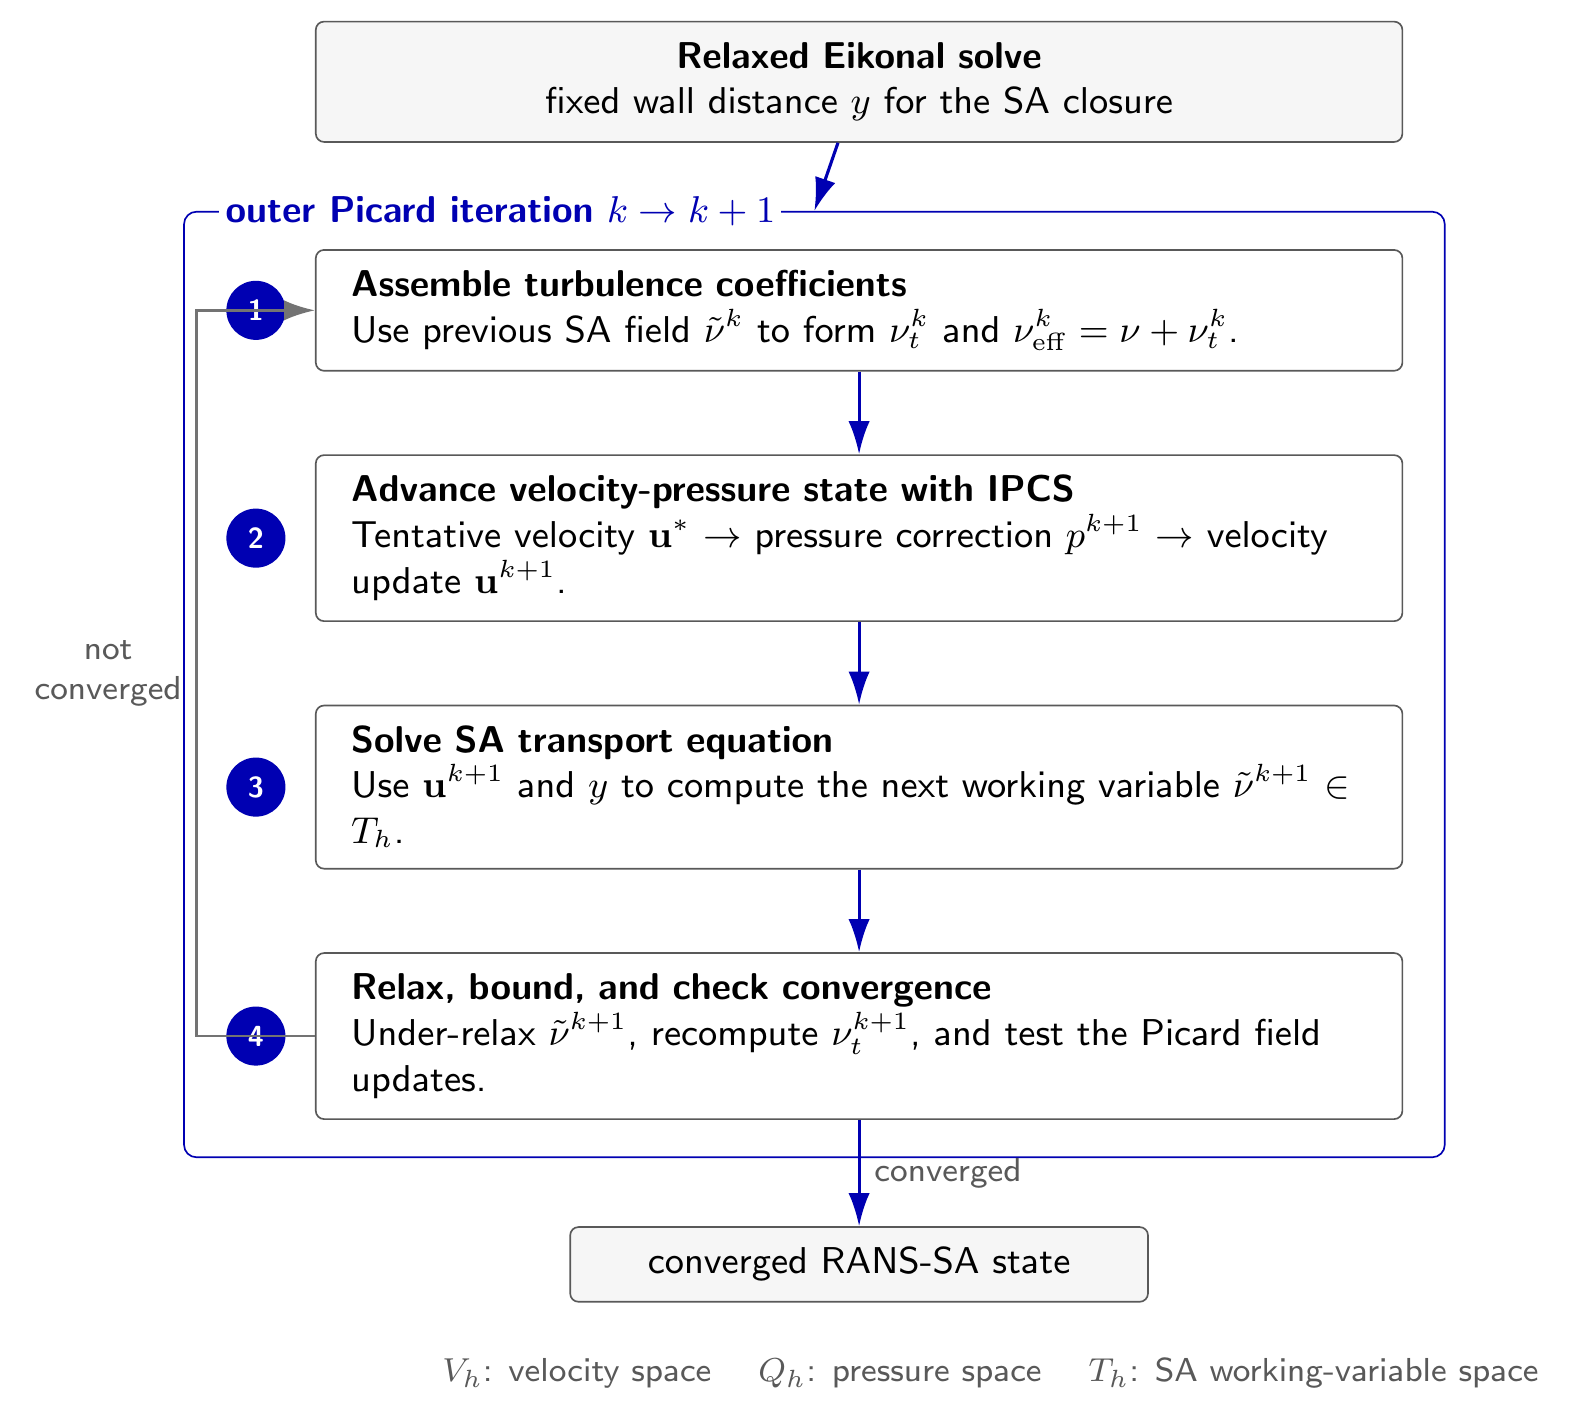 Relaxed Eikonal solve
fixed wall distance y for the SA closure
outer Picard iteration k → k + 1
1
Assemble turbulence coefficients
Use previous SA field ν̃^k to form ν_t^k and ν_eff^k = ν + ν_t^k.
2
Advance velocity-pressure state with IPCS
Tentative velocity u^* → pressure correction p^{k+1} → velocity
update u^{k+1}.
not
converged
3
Solve SA transport equation
Use u^{k+1} and y to compute the next working variable ν̃^{k+1} ∈
T_h.
4
Relax, bound, and check convergence
Under-relax ν̃^{k+1}, recompute ν_t^{k+1}, and test the Picard field
updates.
converged
converged RANS-SA state
V_h: velocity space Q_h: pressure space T_h: SA working-variable space